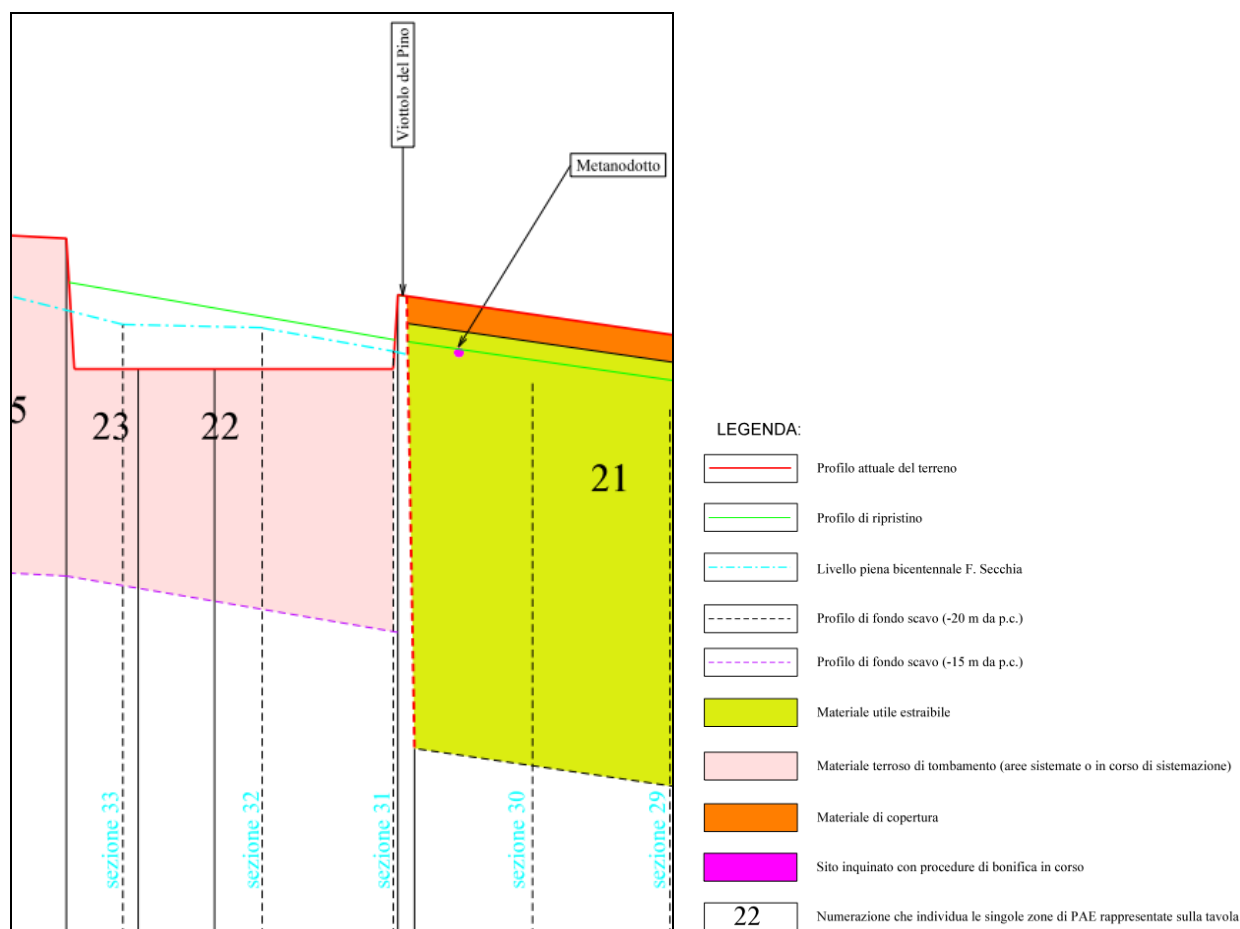 Viottolo del Pino
Metanodotto
5
23
22
21
sezione 33
sezione 32
sezione 31
sezione 30
sezione 29
LEGENDA:
Profilo attuale del terreno
Profilo di ripristino
Livello piena bicentennale F. Secchia
Profilo di fondo scavo (-20 m da p.c.)
Profilo di fondo scavo (-15 m da p.c.)
Materiale utile estraibile
Materiale terroso di tombamento (aree sistemate o in corso di sistemazione)
Materiale di copertura
Sito inquinato con procedure di bonifica in corso
22 Numerazione che individua le singole zone di PAE rappresentate sulla tavola